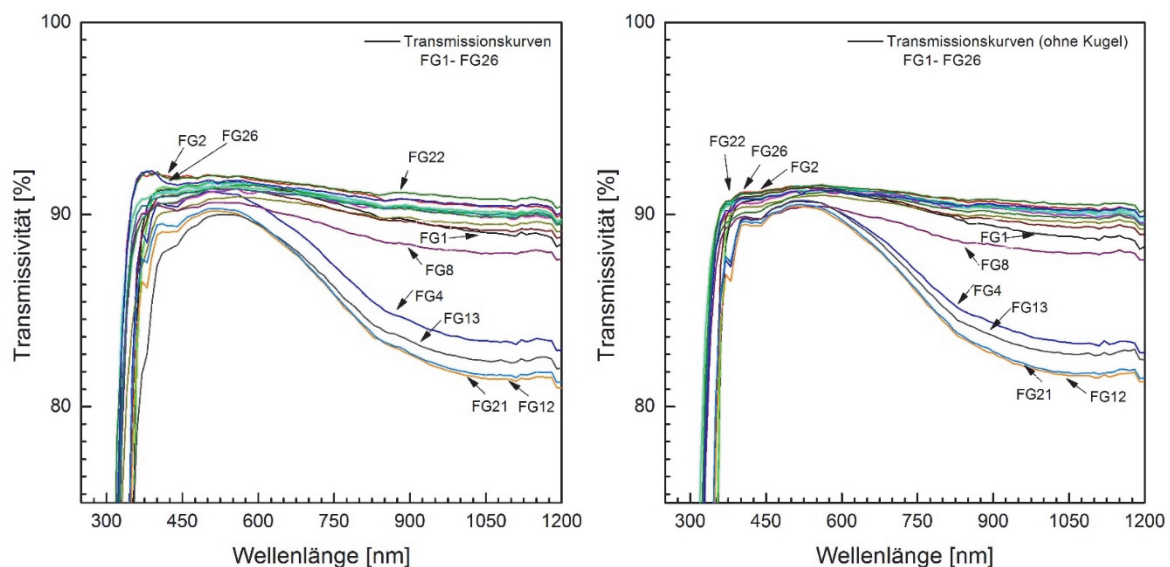 100
90
80
Transmissivität [%]
Transmissionskurven
FG1- FG26
FG2
FG26
FG22
FG1
FG8
FG4
FG13
FG21
FG12
300 450 600 750 900 1050 1200
Wellenlänge [nm]
100
90
80
Transmissivität [%]
Transmissionskurven (ohne Kugel)
FG1- FG26
FG22
FG26
FG2
FG1
FG8
FG4
FG13
FG21
FG12
300 450 600 750 900 1050 1200
Wellenlänge [nm]